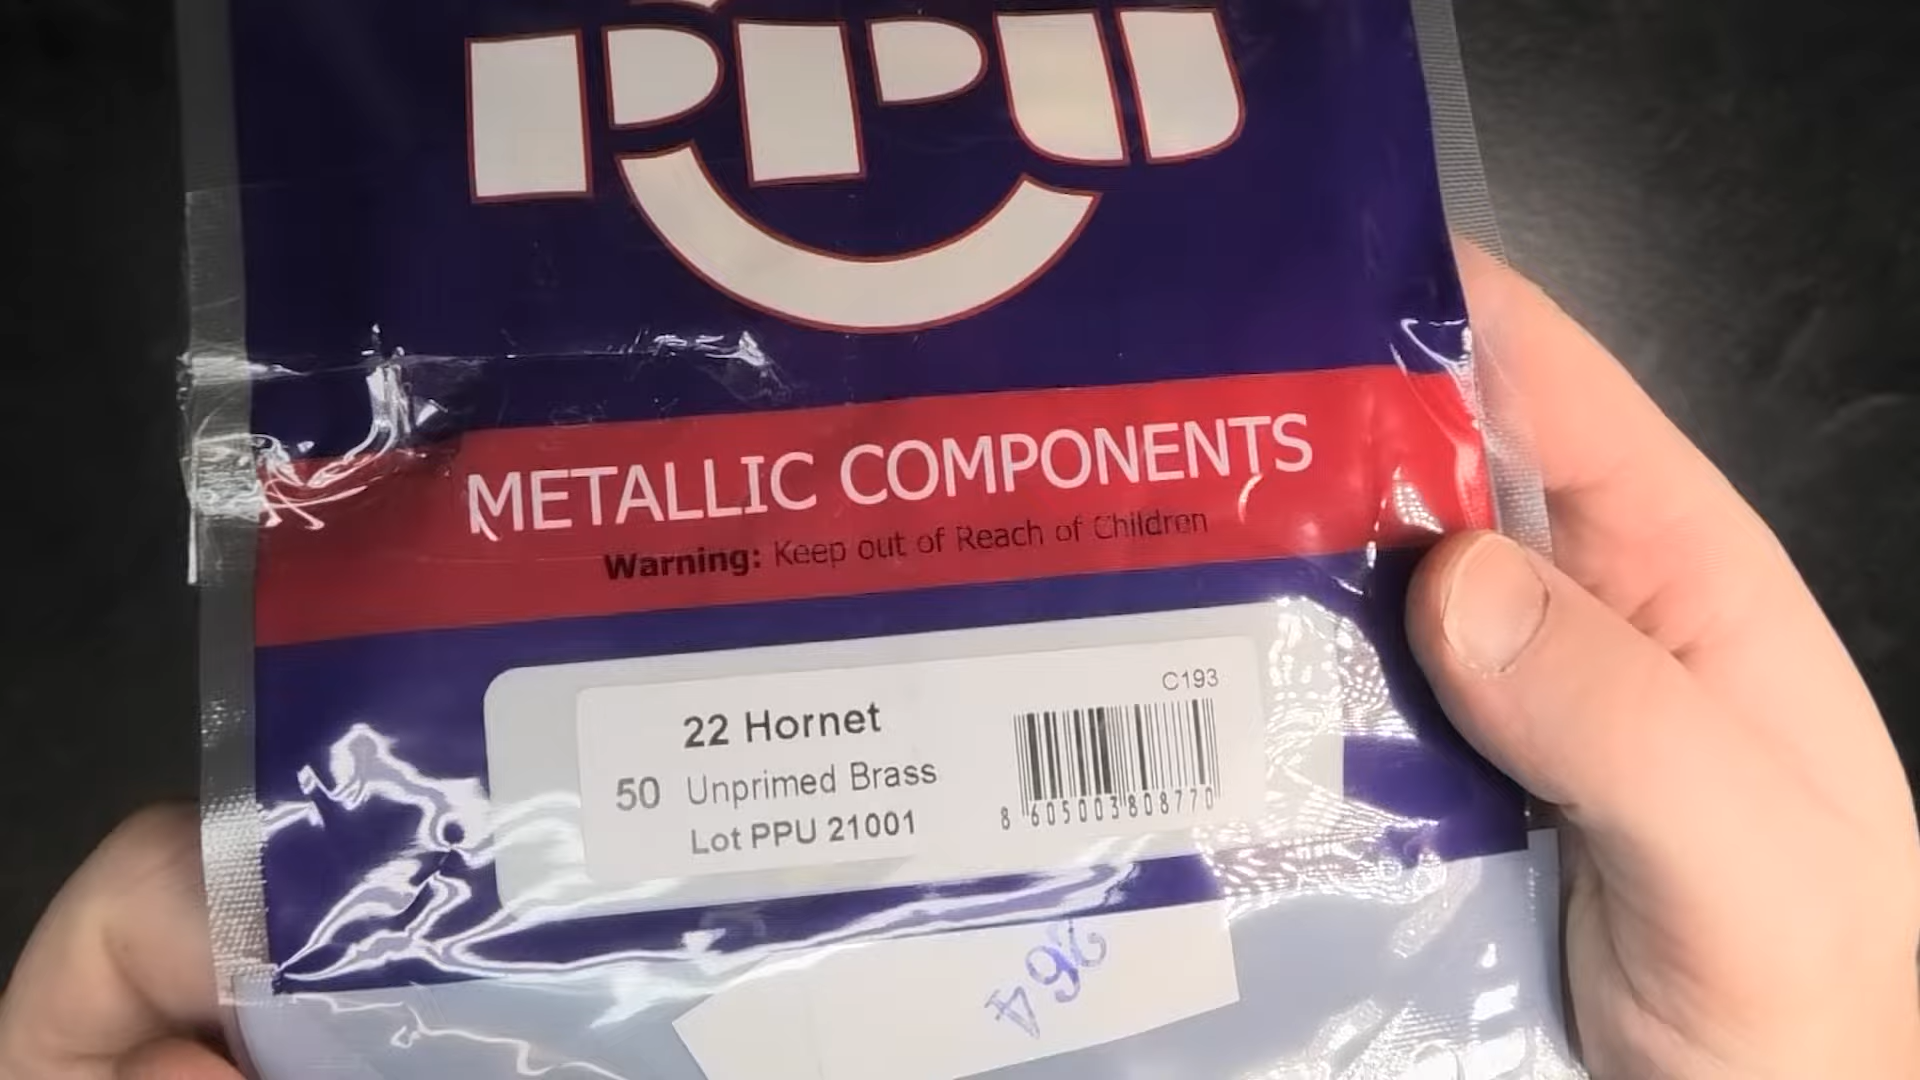 PPU
METALLIC COMPONENTS
Warning: Keep out of Reach of Children
C193
22 Hornet
50 Unprimed Brass
Lot PPU 21001
8 605003 808770
264